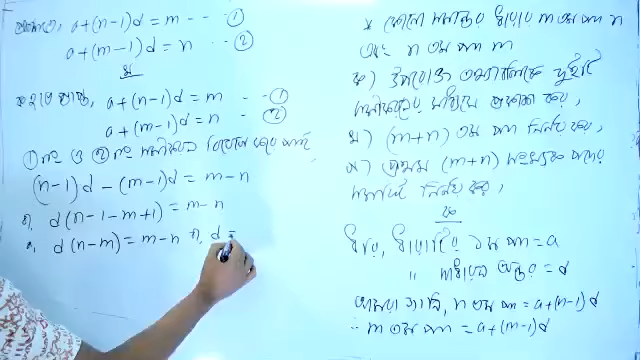 a+(n-1)d = m -- ①
a+(m-1)d = n -- ②
খ
ক হতে পাই, a+(n-1)d = m -- ①
a+(m-1)d = n - ②
① নং ও ② নং সমীকরণ বিয়োগ করে পাই
(n-1)d - (m-1)d = m-n
বা, d(n-1-m+1) = m-n
বা, d(n-m) = m-n বা, d =
* কোনো সমান্তর ধারার m তম পদ n
এবং n তম পদ m
ক) উপরোক্ত তথ্যাবলিকে দুইটি
সমীকরণের মাধ্যমে প্রকাশ কর,
খ) (m+n) তম পদ নির্ণয় কর,
গ) প্রথম (m+n) সংখ্যক পদের
সমষ্টি নির্ণয় কর,
ক
ধরি, ধারাটির ১ম পদ = a
" সাধারণ অন্তর = d
আমরা জানি, n তম পদ = a+(n-1)d
∴ m তম পদ = a+(m-1)d